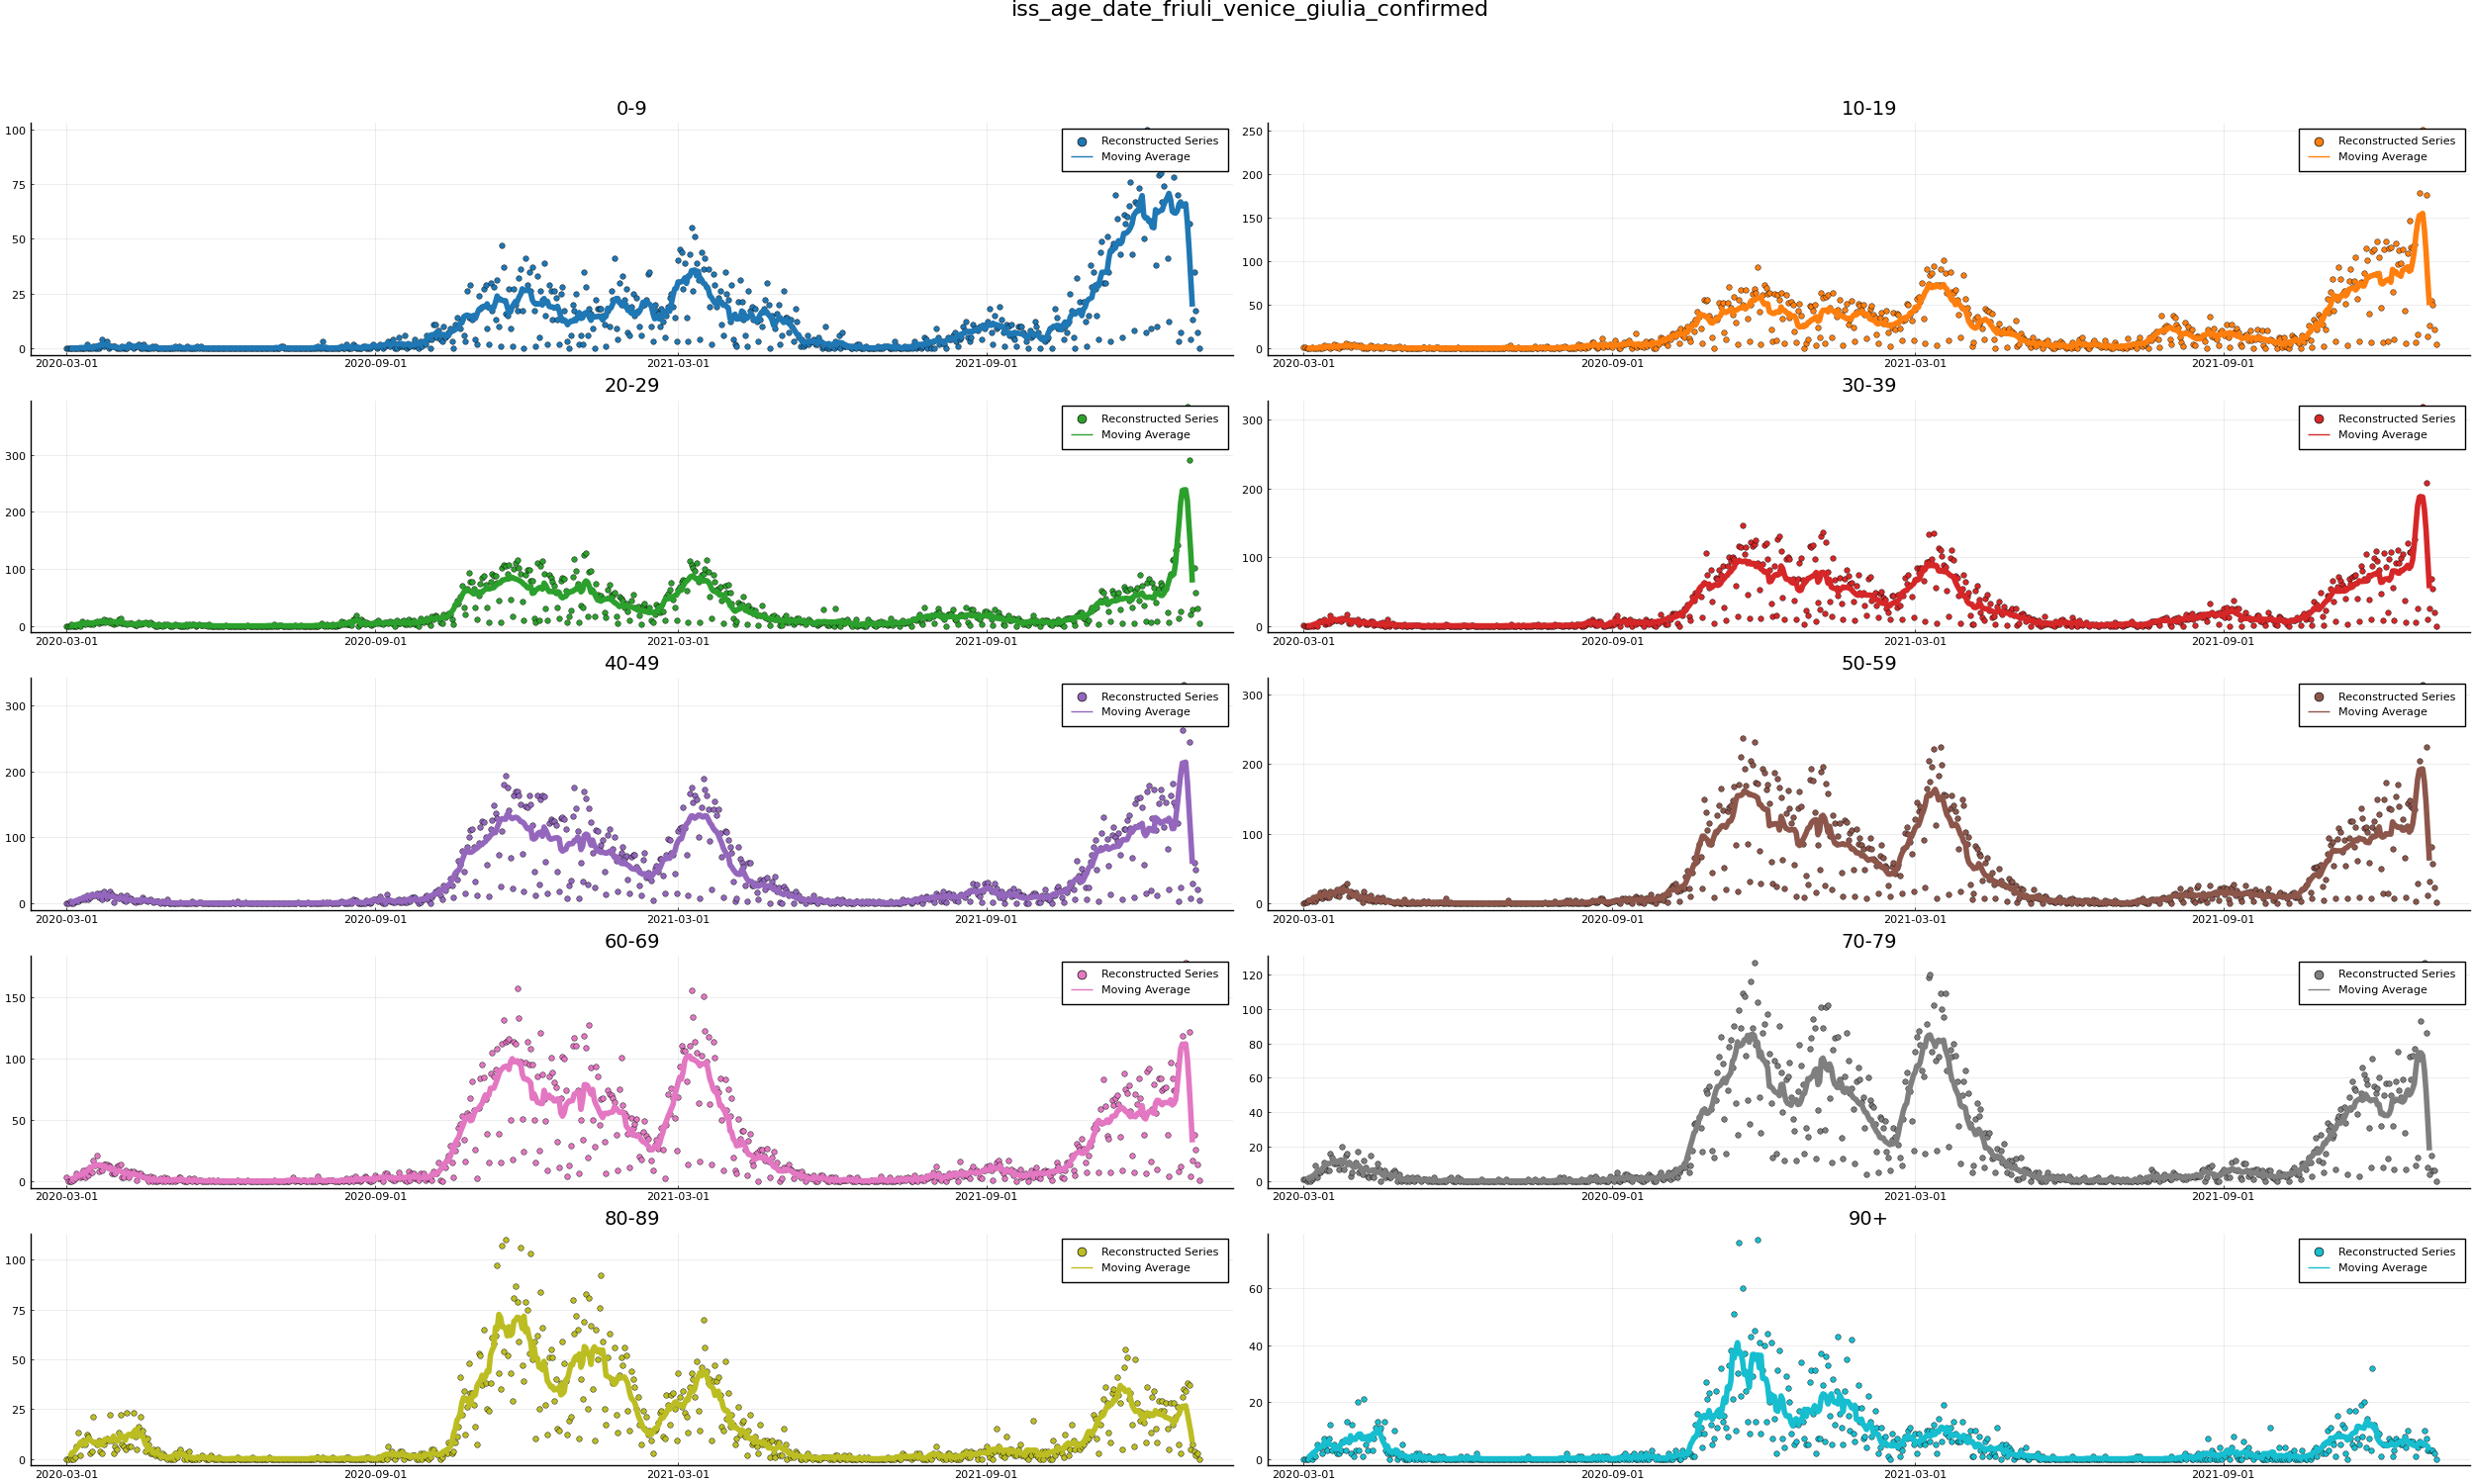 iss_age_date_friuli_venice_giulia_confirmed
0-9
100
75
50
25
0
Reconstructed Series
Moving Average
2020-03-01 2020-09-01 2021-03-01 2021-09-01
10-19
250
200
150
100
50
0
Reconstructed Series
Moving Average
2020-03-01 2020-09-01 2021-03-01 2021-09-01
20-29
300
200
100
0
Reconstructed Series
Moving Average
2020-03-01 2020-09-01 2021-03-01 2021-09-01
30-39
300
200
100
0
Reconstructed Series
Moving Average
2020-03-01 2020-09-01 2021-03-01 2021-09-01
40-49
300
200
100
0
Reconstructed Series
Moving Average
2020-03-01 2020-09-01 2021-03-01 2021-09-01
50-59
300
200
100
0
Reconstructed Series
Moving Average
2020-03-01 2020-09-01 2021-03-01 2021-09-01
60-69
150
100
50
0
Reconstructed Series
Moving Average
2020-03-01 2020-09-01 2021-03-01 2021-09-01
70-79
120
100
80
60
40
20
0
Reconstructed Series
Moving Average
2020-03-01 2020-09-01 2021-03-01 2021-09-01
80-89
100
75
50
25
0
Reconstructed Series
Moving Average
2020-03-01 2020-09-01 2021-03-01 2021-09-01
90+
60
40
20
0
Reconstructed Series
Moving Average
2020-03-01 2020-09-01 2021-03-01 2021-09-01